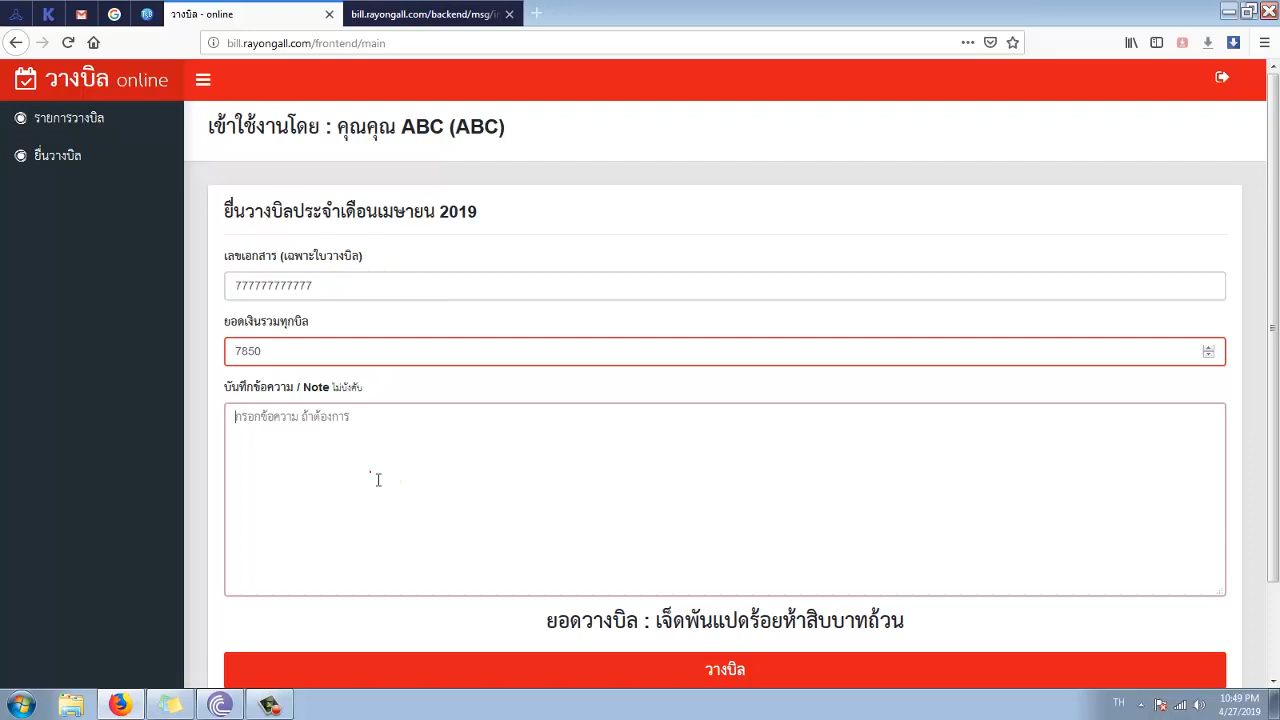 วางบิล - online
bill.rayongall.com/backend/msg/in
bill.rayongall.com/frontend/main
วางบิล online
รายการวางบิล
ยื่นวางบิล
เข้าใช้งานโดย : คุณคุณ ABC (ABC)
ยื่นวางบิลประจำเดือนเมษายน 2019
เลขเอกสาร (เฉพาะใบวางบิล)
777777777777
ยอดเงินรวมทุกบิล
7850
บันทึกข้อความ / Note ไม่บังคับ
กรอกข้อความ ถ้าต้องการ
ยอดวางบิล : เจ็ดพันแปดร้อยห้าสิบบาทถ้วน
วางบิล
TH
10:49 PM
4/27/2019